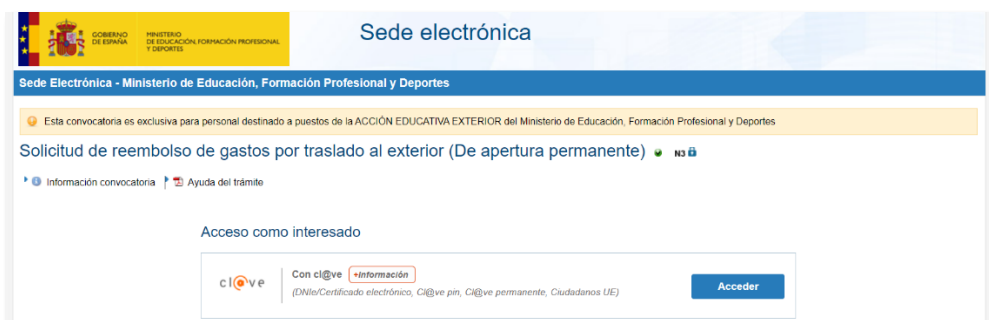 GOBIERNO
DE ESPAÑA
MINISTERIO
DE EDUCACIÓN, FORMACIÓN PROFESIONAL
Y DEPORTES
Sede electrónica
Sede Electrónica - Ministerio de Educación, Formación Profesional y Deportes
Esta convocatoria es exclusiva para personal destinado a puestos de la ACCIÓN EDUCATIVA EXTERIOR del Ministerio de Educación, Formación Profesional y Deportes
Solicitud de reembolso de gastos por traslado al exterior (De apertura permanente) N3
Información convocatoria Ayuda del trámite
Acceso como interesado
cl@ve
Con cl@ve +Información
(DNIe/Certificado electrónico, Cl@ve pin, Cl@ve permanente, Ciudadanos UE)
Acceder